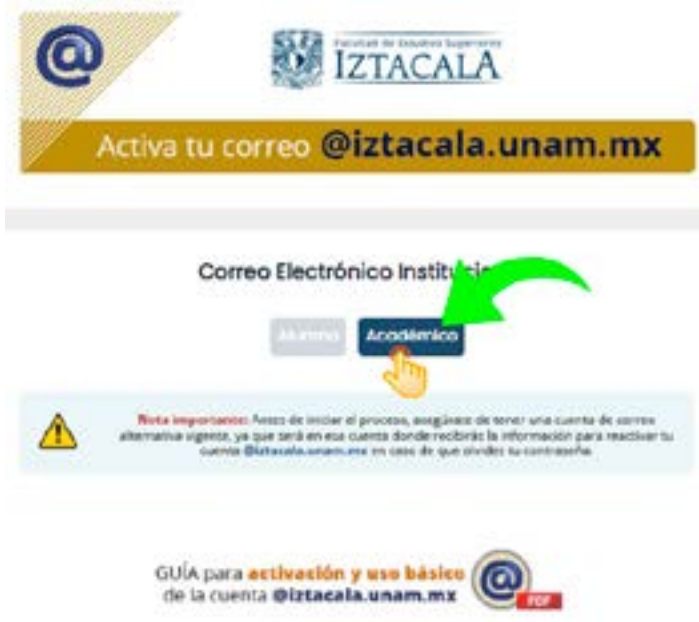 @
Facultad de Estudios Superiores
IZTACALA
Activa tu correo @iztacala.unam.mx
Correo Electrónico
Alumno Académico
Nota importante: Antes de iniciar el proceso, asegúrate de tener una cuenta de correo
alternativa vigente, ya que será en esa cuenta donde recibirás la información para reactivar tu
cuenta @iztacala.unam.mx en caso de que olvides tu contraseña.
GUÍA para activación y uso básico
de la cuenta @iztacala.unam.mx
@
PDF